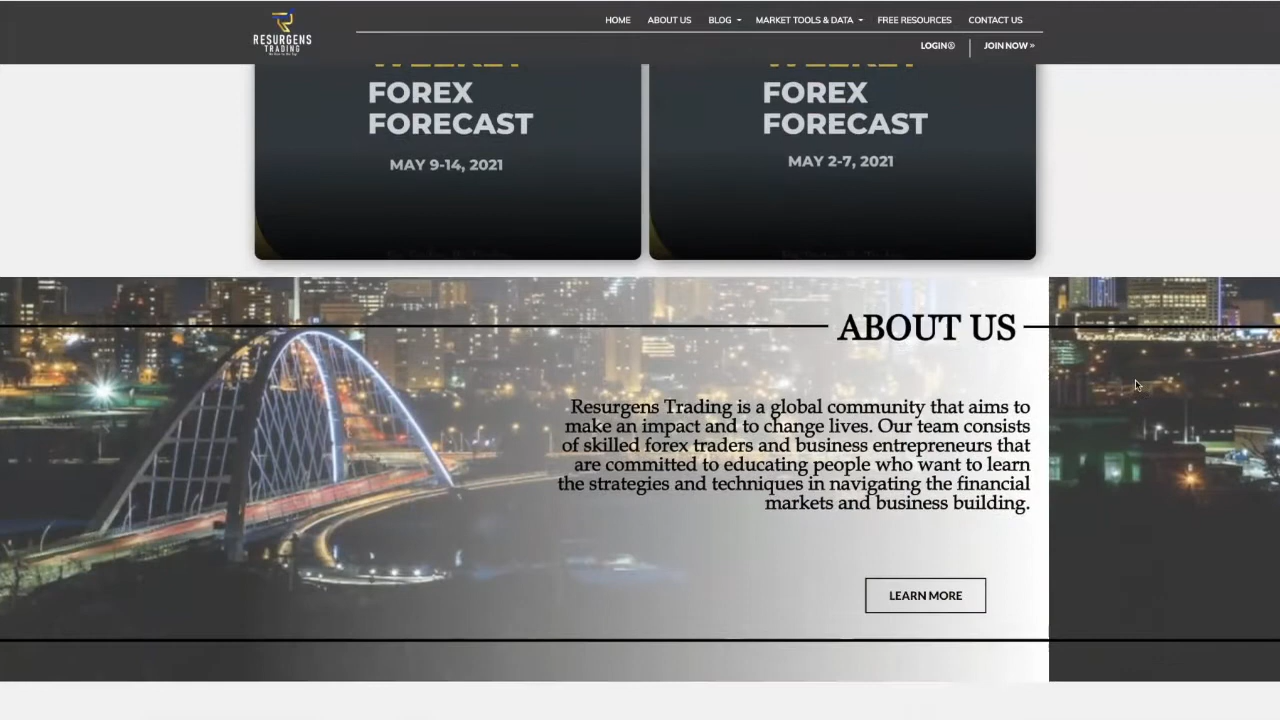 RESURGENS
TRADING
HOME
ABOUT US
BLOG
MARKET TOOLS & DATA
FREE RESOURCES
CONTACT US
LOGIN
JOIN NOW »
WEEKLY
FOREX
FORECAST
MAY 9-14, 2021
WEEKLY
FOREX
FORECAST
MAY 2-7, 2021
ABOUT US
Resurgens Trading is a global community that aims to
make an impact and to change lives. Our team consists
of skilled forex traders and business entrepreneurs that
are committed to educating people who want to learn
the strategies and techniques in navigating the financial
markets and business building.
LEARN MORE